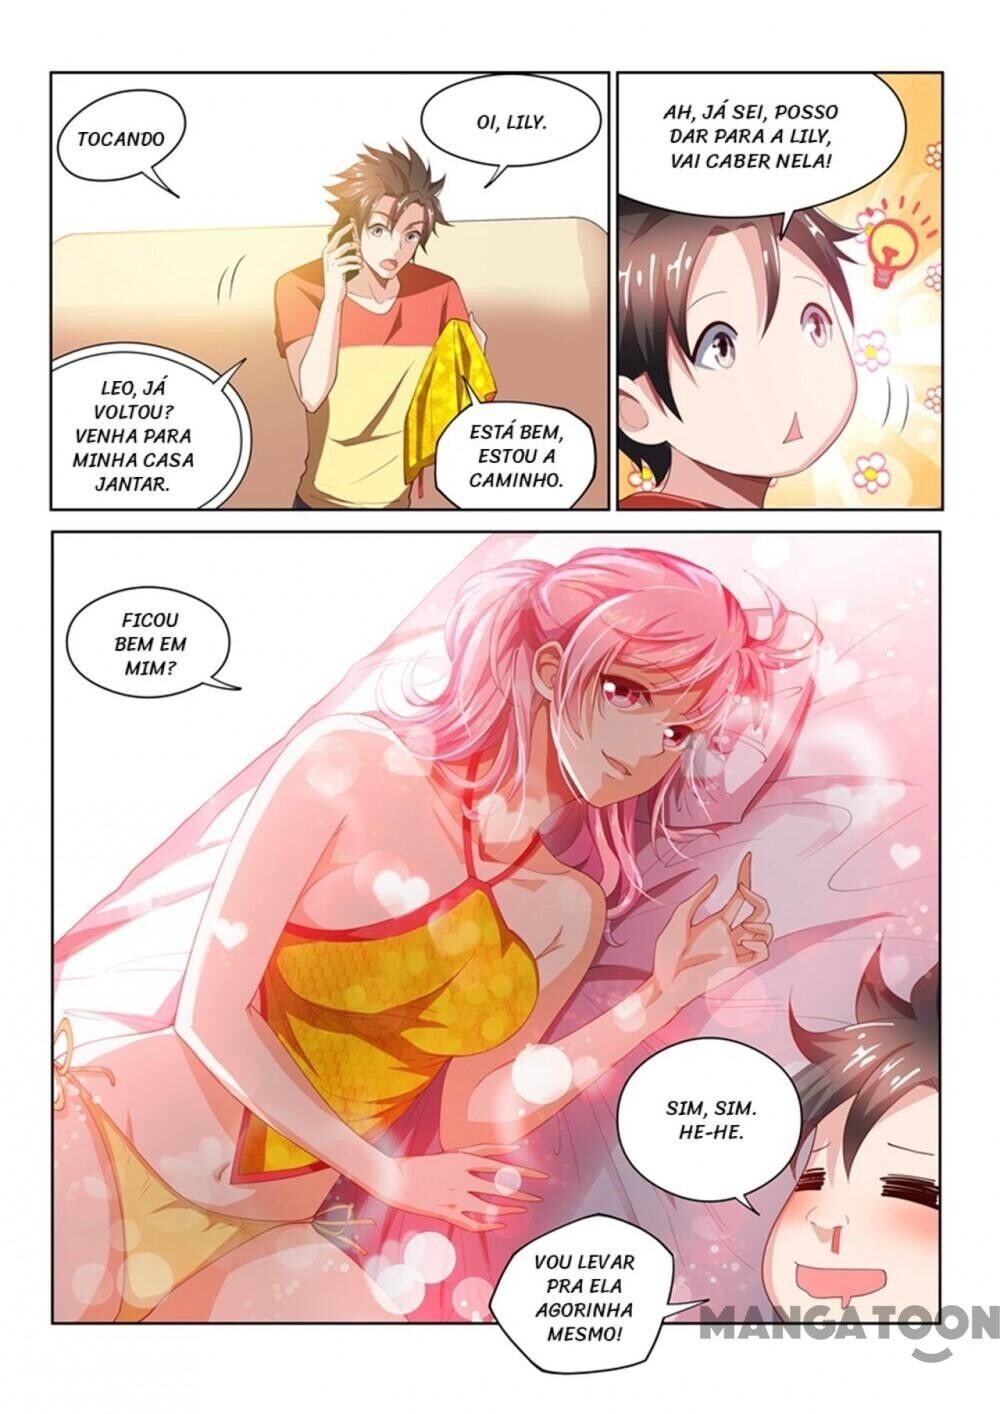 TOCANDO
OI, LILY.
LEO, JÁ
VOLTOU?
VENHA PARA
MINHA CASA
JANTAR.
ESTÁ BEM,
ESTOU A
CAMINHO.
AH, JÁ SEI, POSSO
DAR PARA A LILY,
VAI CABER NELA!
FICOU
BEM EM
MIM?
SIM, SIM.
HE-HE.
VOU LEVAR
PRA ELA
AGORINHA
MESMO!
MANGATOON